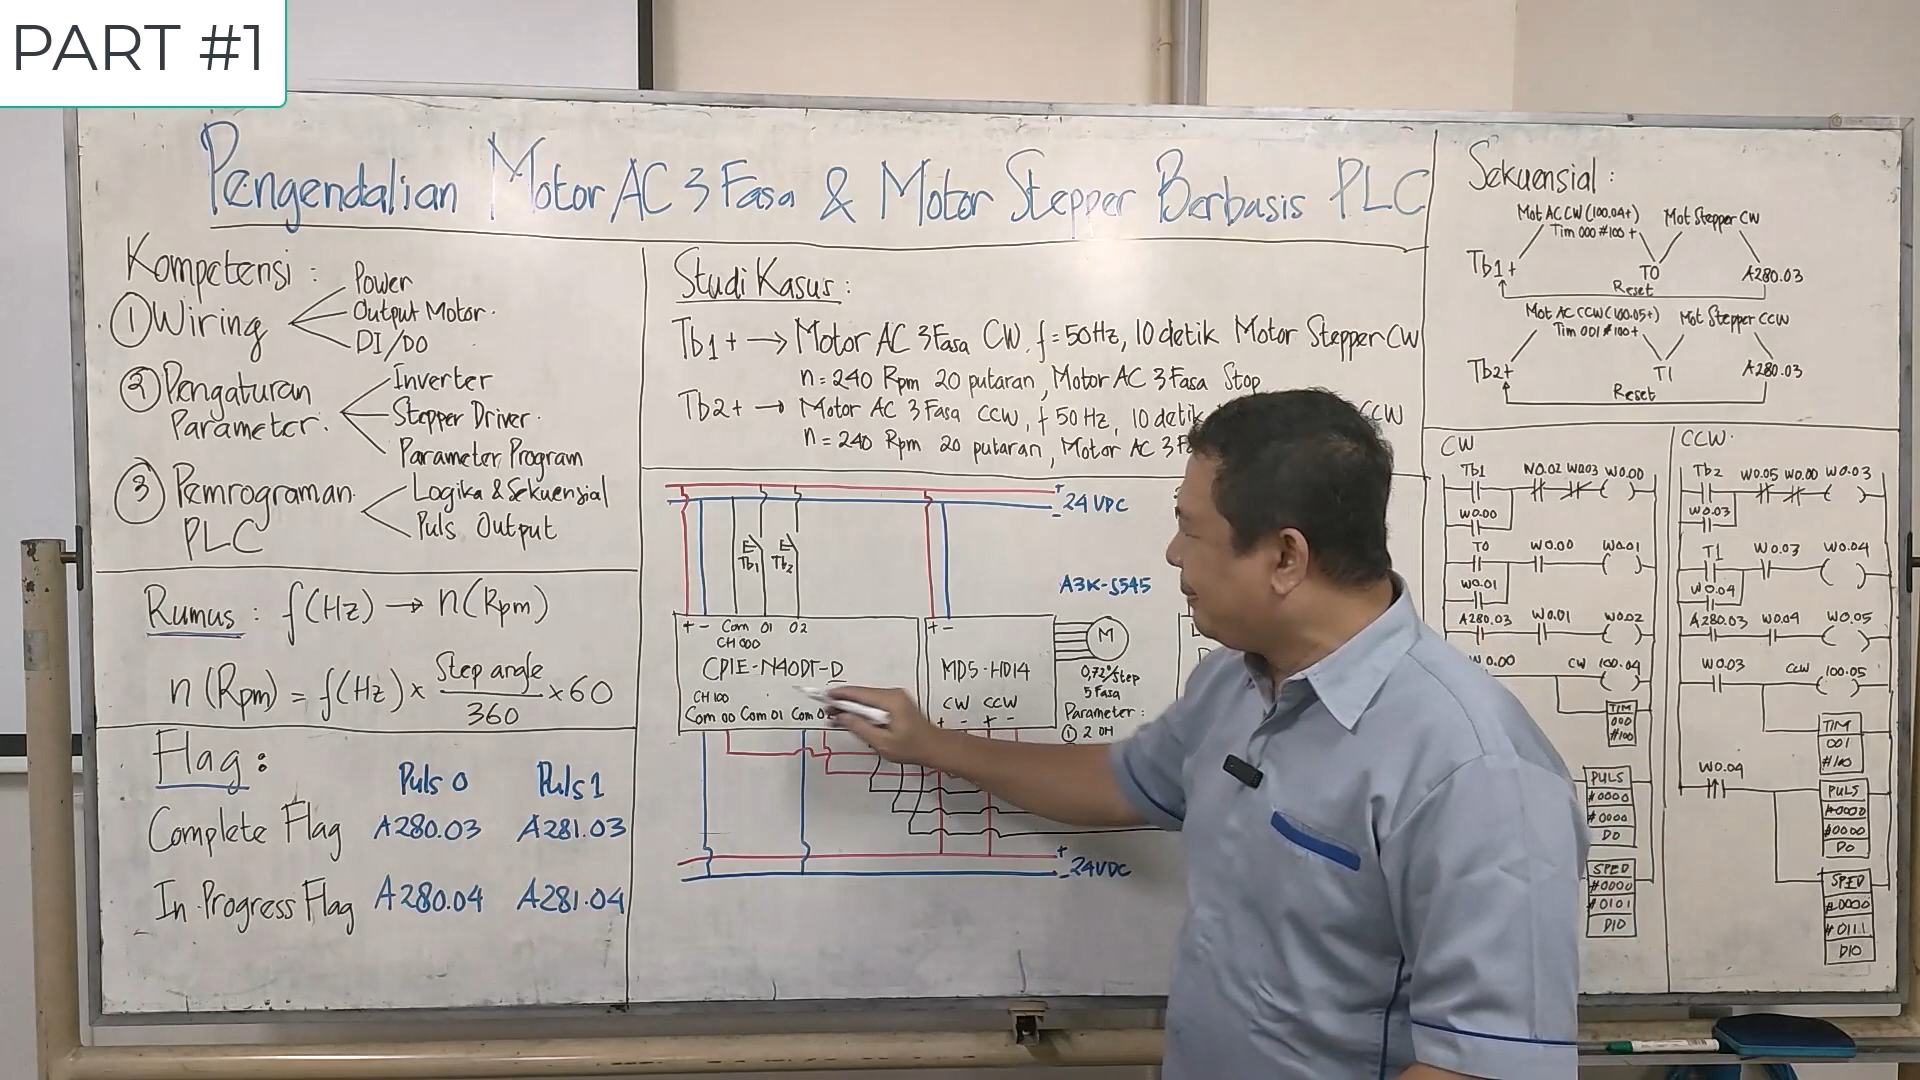 PART #1
Pengendalian Motor AC 3 Fasa & Motor Stepper Berbasis PLC
Kompetensi :
① Wiring
Power
Output Motor.
DI/DO
② Pengaturan Parameter.
Inverter
Stepper Driver.
Parameter Program
③ Pemrograman PLC
Logika & Sekuensial
Puls Output
Rumus : f(Hz) → n(Rpm)
n (Rpm) = f(Hz) × Step angle / 360 × 60
Flag :
Puls 0 Puls 1
Complete Flag A280.03 A281.03
In Progress Flag A280.04 A281.04
Studi Kasus :
Tb1 + → Motor AC 3 Fasa CW, f = 50Hz, 10 detik Motor Stepper CW
n = 240 Rpm 20 putaran, Motor AC 3 Fasa Stop
Tb2 + → Motor AC 3 Fasa CCW, f 50 Hz, 10 detik CCW
n = 240 Rpm 20 putaran, Motor AC 3
+
- 24 VDC
Tb1 Tb2
+ - Com 01 02
CH 000
CP1E-N40DT-D
CH 100
Com 00 Com 01 Com
+ -
MD5-HD14
CW CCW
+ - + -
A3K-S545
M
0,72°/Step
5 Fasa
Parameter :
① 2 OH
+
- 24VDC
Sekuensial :
Mot AC CW (100.04+) Mot Stepper CW
Tim 000 #100 +
Tb1+ T0 A280.03
Reset
Mot AC CCW (100.05+) Mot Stepper CCW
Tim 001 #100+
Tb2+ T1 A280.03
Reset
CW
Tb1 W0.02 W0.03 W0.00
W0.00
T0 W0.00 W0.01
W0.01
A280.03 W0.01 W0.02
W0.00 CW 100.04
TIM
000
#100
PULS
#0000
#0000
D0
SPED
#0000
#0101
D10
CCW.
Tb2 W0.05 W0.00 W0.03
W0.03
T1 W0.03 W0.04
W0.04
A280.03 W0.04 W0.05
W0.03 CCW 100.05
TIM
001
#100
W0.04
PULS
#0000
#0000
D0
SPED
#0000
#0111
D10